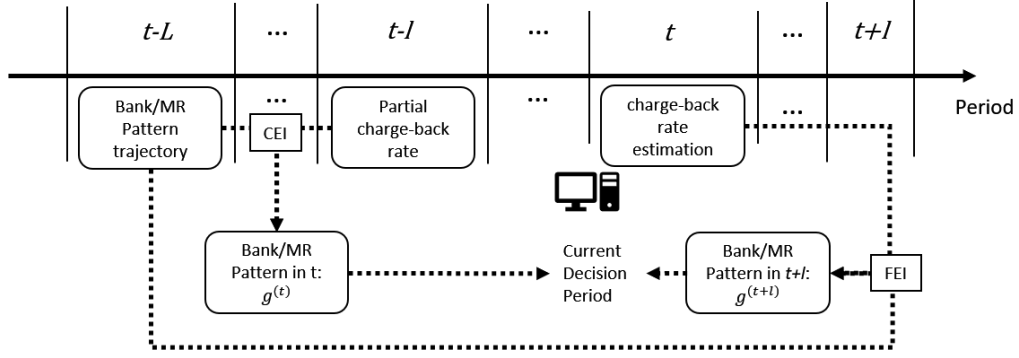 t-L ... t-l ... t ... t+l
Period
... ... ...
Bank/MR
Pattern
trajectory
CEI
Partial
charge-back
rate
charge-back
rate
estimation
Bank/MR
Pattern in t:
g^(t)
Current
Decision
Period
Bank/MR
Pattern in t+l:
g^(t+l)
FEI